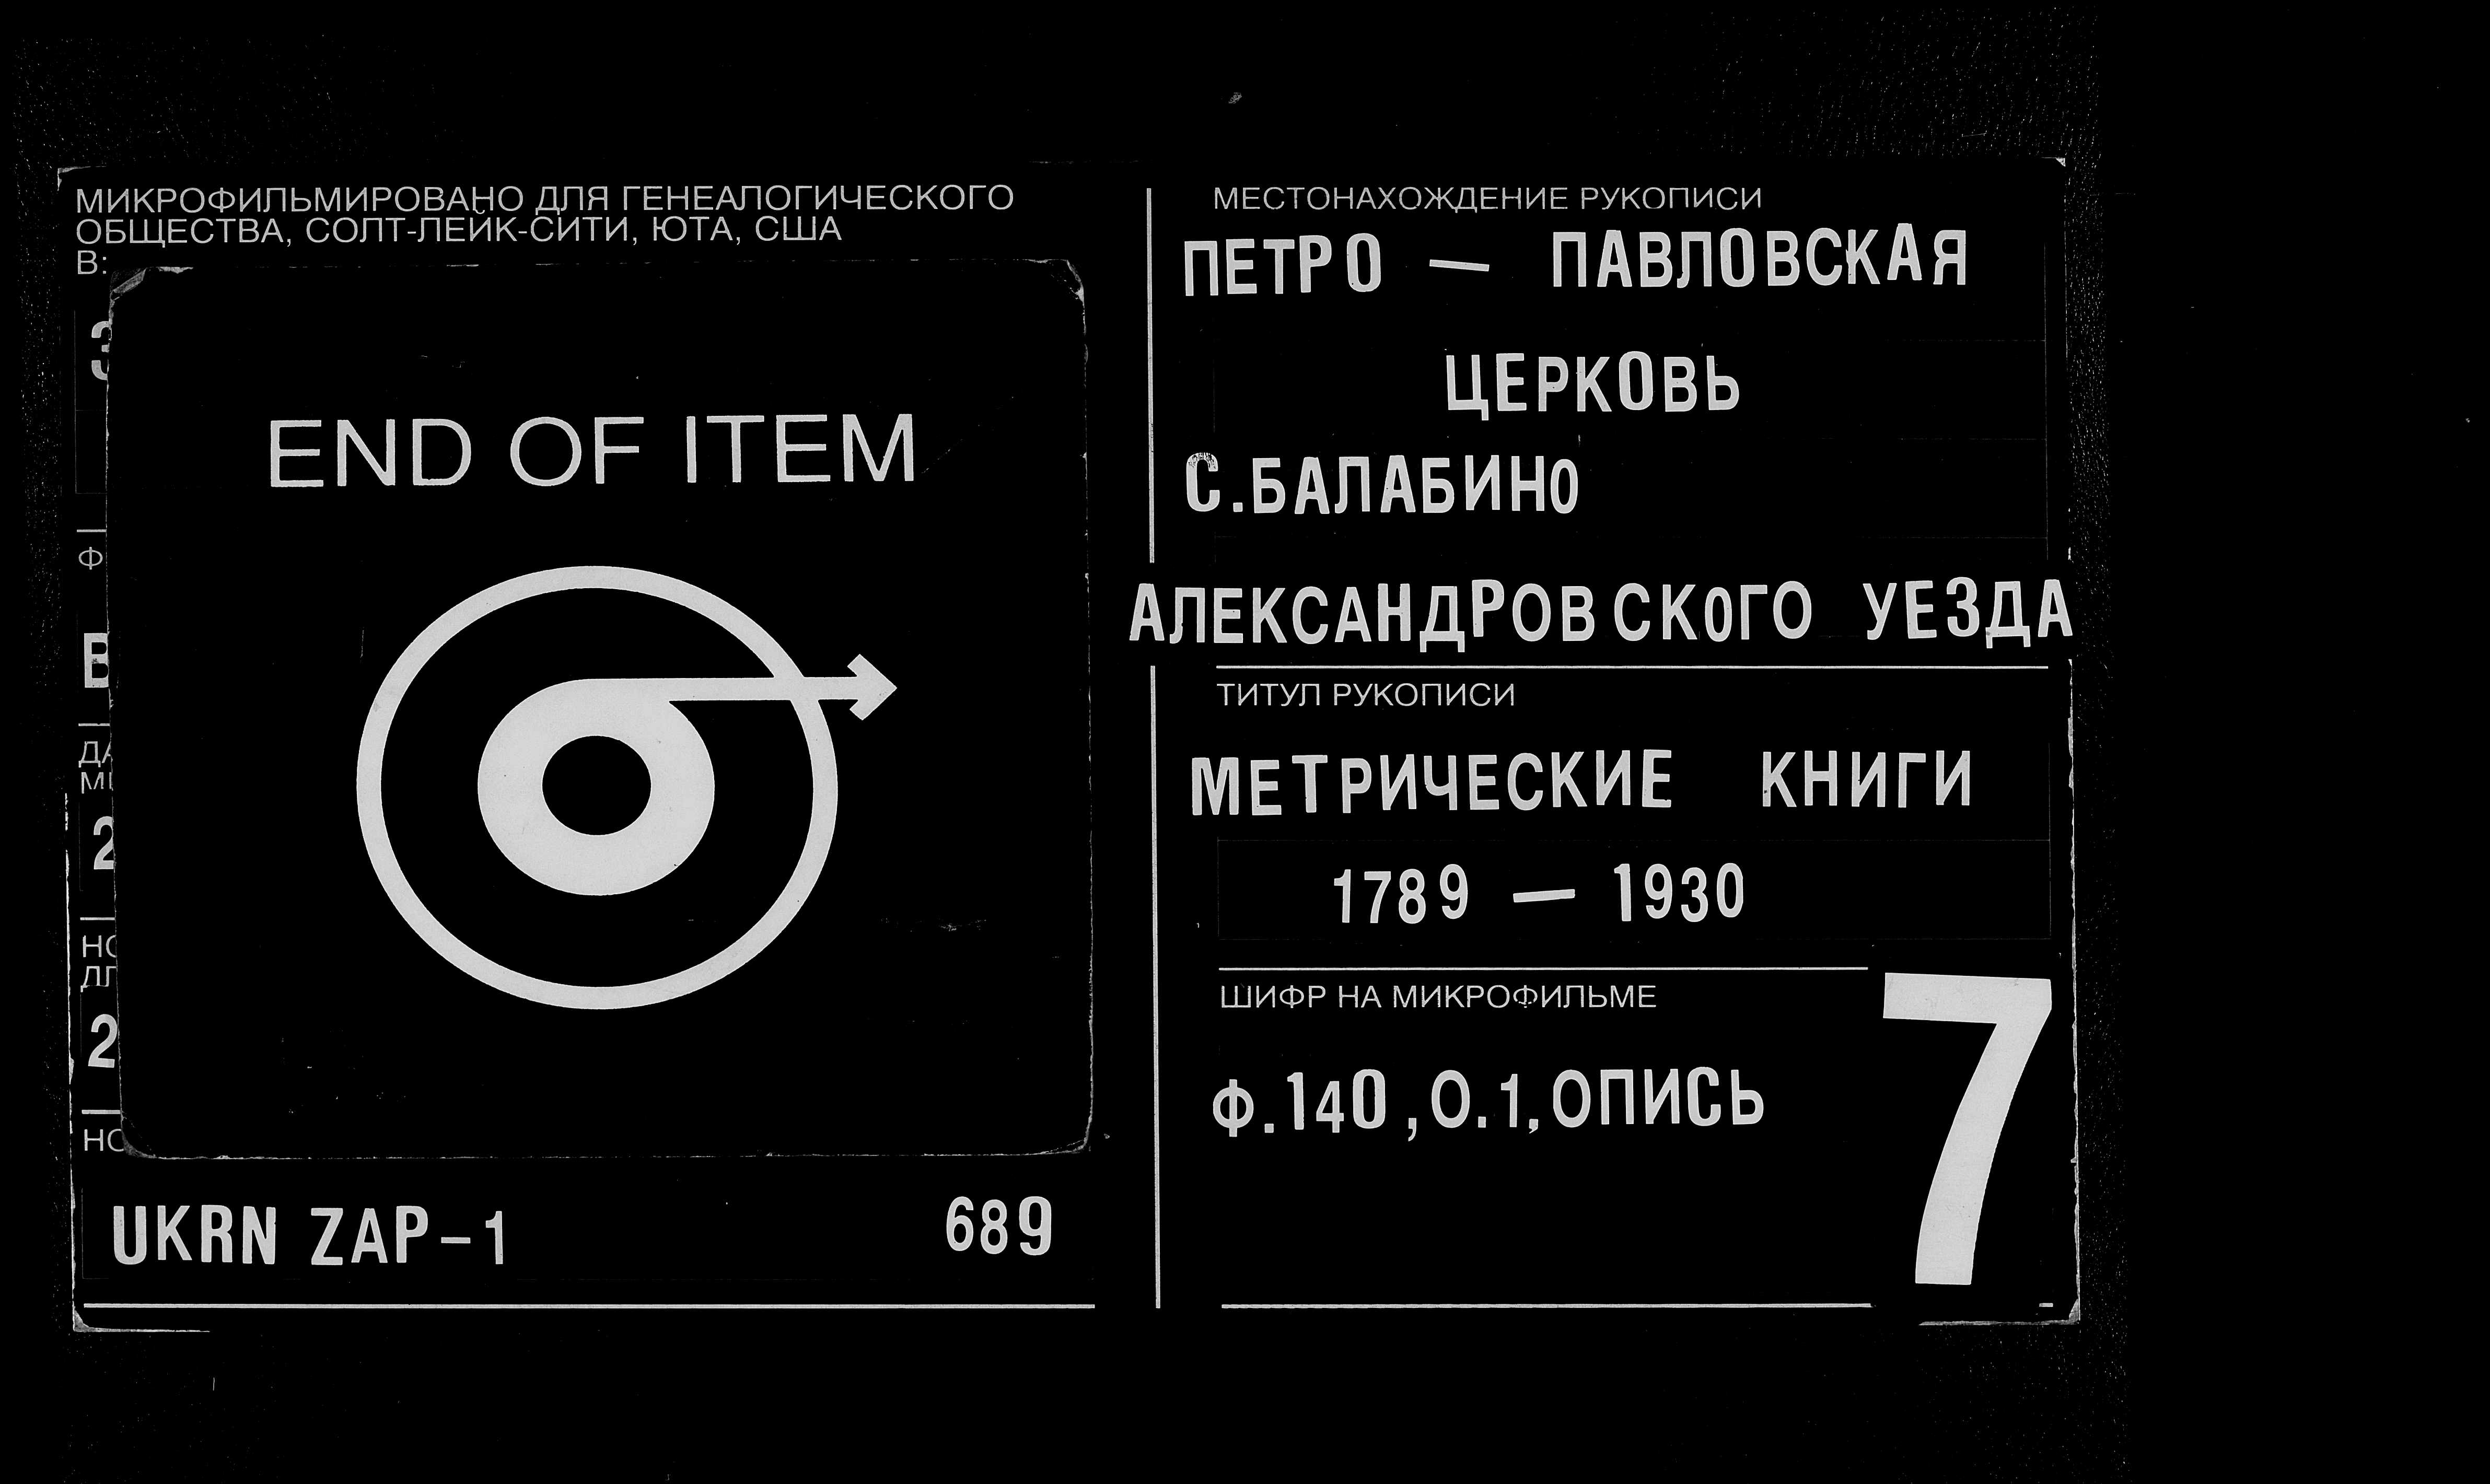 МИКРОФИЛЬМИРОВАНО ДЛЯ ГЕНЕАЛОГИЧЕСКОГО
ОБЩЕСТВА, СОЛТ-ЛЕЙК-СИТИ, ЮТА, США
В:
END OF ITEM
UKRN ZAP-1 689
МЕСТОНАХОЖДЕНИЕ РУКОПИСИ
ПЕТРО — ПАВЛОВСКАЯ
ЦЕРКОВЬ
С.БАЛАБИНО
АЛЕКСАНДРОВСКОГО УЕЗДА
ТИТУЛ РУКОПИСИ
МЕТРИЧЕСКИЕ КНИГИ
1789 — 1930
ШИФР НА МИКРОФИЛЬМЕ
Ф.140,О.1,ОПИСЬ
7